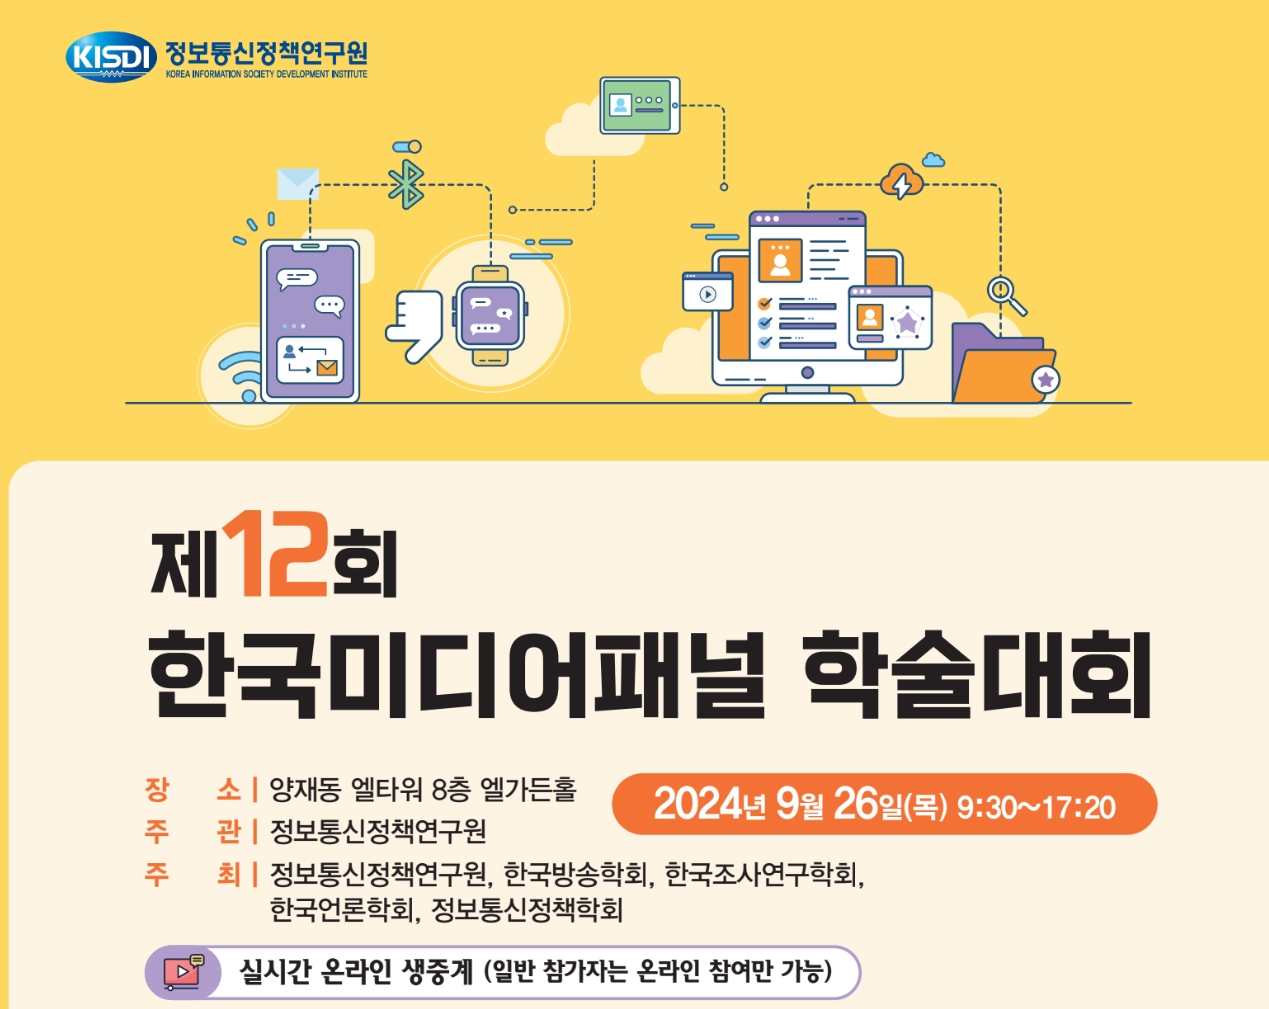 KISDI 정보통신정책연구원
KOREA INFORMATION SOCIETY DEVELOPMENT INSTITUTE
제12회
한국미디어패널 학술대회
장 소 | 양재동 엘타워 8층 엘가든홀
2024년 9월 26일(목) 9:30~17:20
주 관 | 정보통신정책연구원
주 최 | 정보통신정책연구원, 한국방송학회, 한국조사연구학회,
한국언론학회, 정보통신정책학회
실시간 온라인 생중계 (일반 참가자는 온라인 참여만 가능)